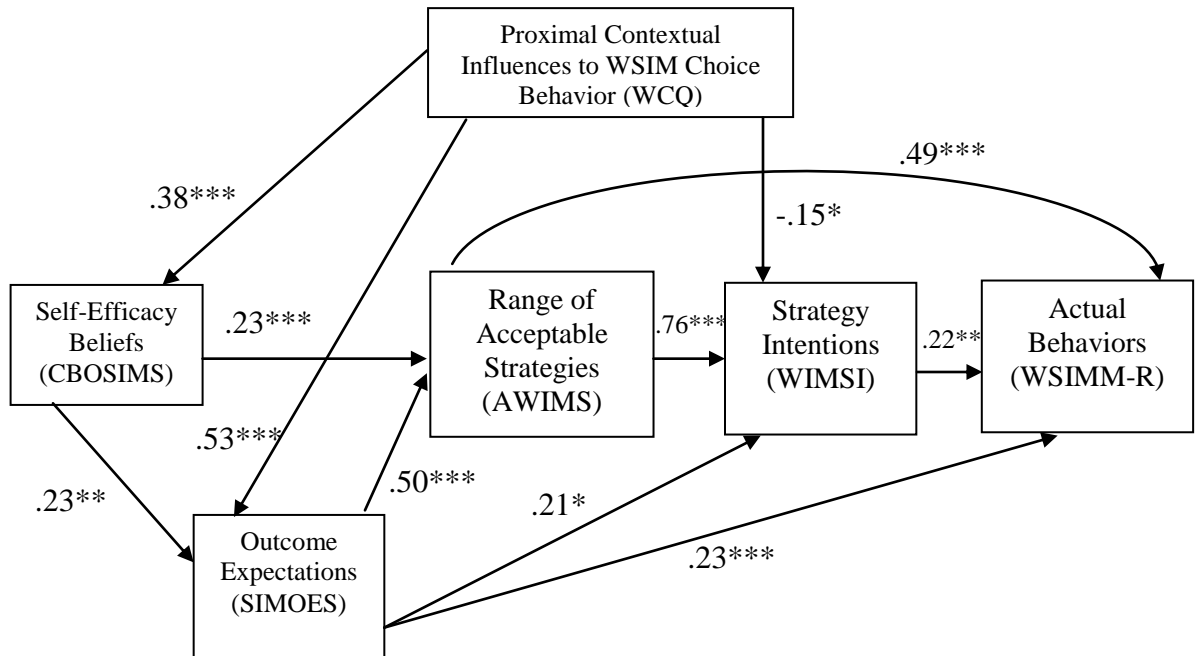 Proximal Contextual
Influences to WSIM Choice
Behavior (WCQ)
.49***
.38***
-.15*
Self-Efficacy
Beliefs
(CBOSIMS)
.23***
Range of
Acceptable
Strategies
(AWIMS)
.76***
Strategy
Intentions
(WIMSI)
.22**
Actual
Behaviors
(WSIMM-R)
.53***
.50***
.23**
.21*
.23***
Outcome
Expectations
(SIMOES)